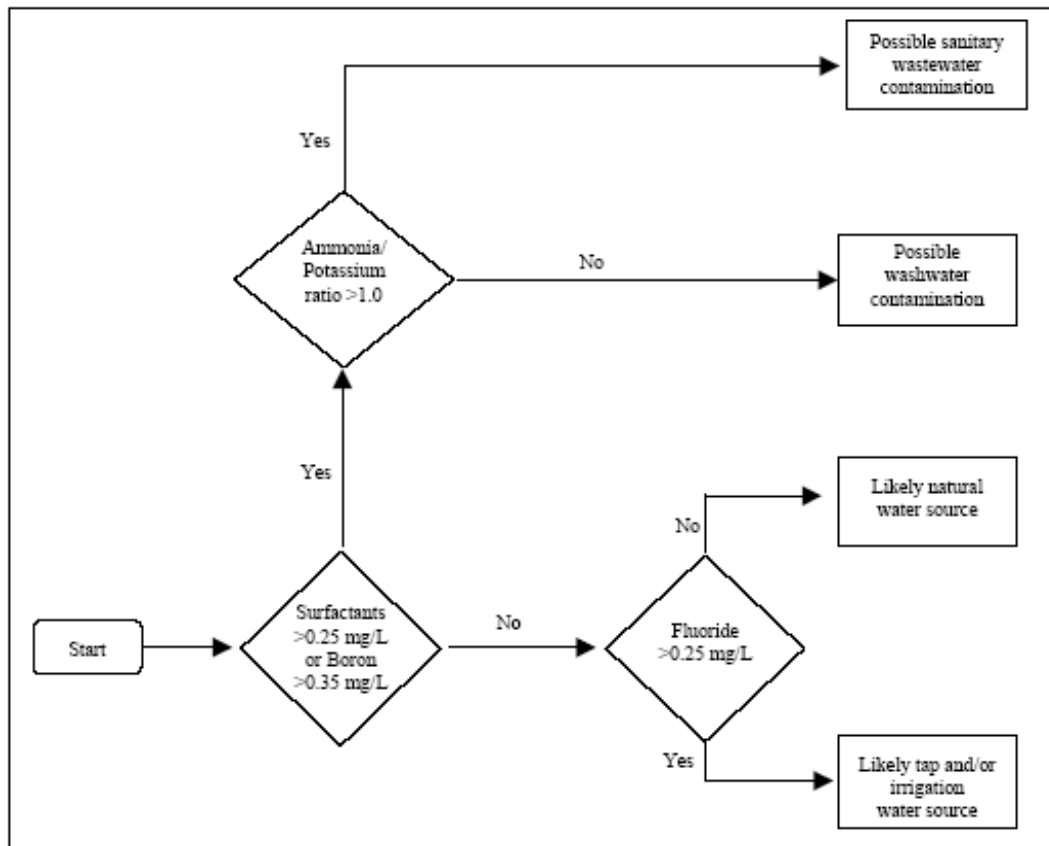 Possible sanitary
wastewater
contamination
Yes
Ammonia/
Potassium
ratio >1.0
No
Possible
washwater
contamination
Yes
Likely natural
water source
No
Start
Surfactants
>0.25 mg/L
or Boron
>0.35 mg/L
No
Fluoride
>0.25 mg/L
Yes
Likely tap and/or
irrigation
water source